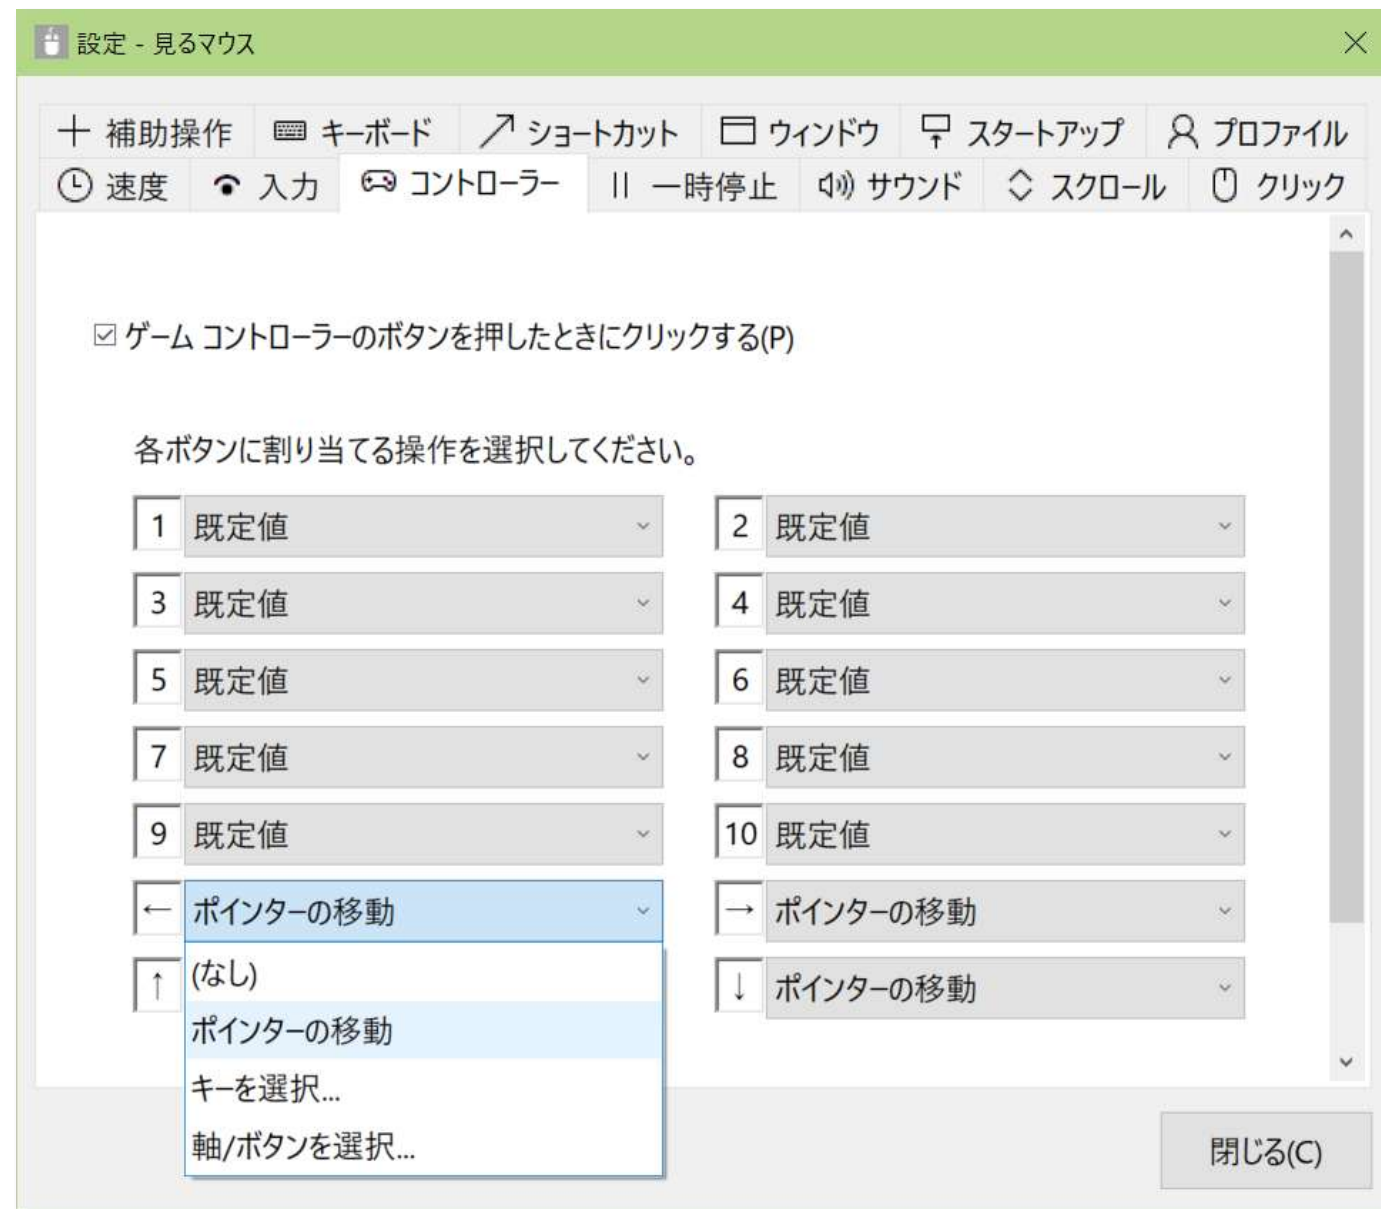 設定 - 見るマウス
補助操作 キーボード ショートカット ウィンドウ スタートアップ プロファイル
速度 入力 コントローラー 一時停止 サウンド スクロール クリック
ゲーム コントローラーのボタンを押したときにクリックする(P)
各ボタンに割り当てる操作を選択してください。
1 既定値 2 既定値
3 既定値 4 既定値
5 既定値 6 既定値
7 既定値 8 既定値
9 既定値 10 既定値
← ポインターの移動 → ポインターの移動
↑ (なし) ↓ ポインターの移動
ポインターの移動
キーを選択...
軸/ボタンを選択...
閉じる(C)